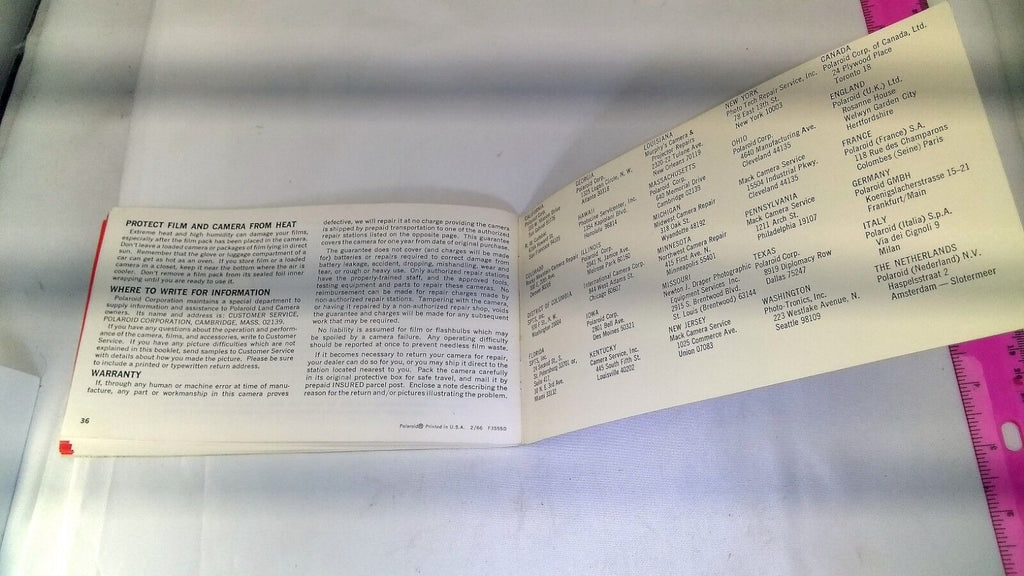 PROTECT FILM AND CAMERA FROM HEAT
Extreme heat and high humidity can damage your films,
especially after the film pack has been placed in the camera.
Don't leave a loaded camera or packages of film lying in direct
sun. Remember that the glove or luggage compartment of a
car can get as hot as an oven. If you store film or a loaded
camera in a closet, keep it near the bottom where the air is
cooler. Don't remove a film pack from its sealed foil inner
wrapping until you are ready to use it.
WHERE TO WRITE FOR INFORMATION
Polaroid Corporation maintains a special department to
supply information and assistance to Polaroid Land Camera
owners. Its name and address is: CUSTOMER SERVICE,
POLAROID CORPORATION, CAMBRIDGE, MASS. 02139.
If you have any questions about the operation and perform-
ance of the camera, films, and accessories, write to Customer
Service. If you have any picture difficulties which are not
explained in this booklet, send samples to Customer Service
with details about how you made the picture. Please be sure
to include a printed or typewritten return address.
WARRANTY
If, through any human or machine error at time of manu-
facture, any part or workmanship in this camera proves
36
defective, we will repair it at no charge providing the camera
is shipped by prepaid transportation to one of the authorized
repair stations listed on the opposite page. This guarantee
covers the camera for one year from date of original purchase.
The guarantee does not cover (and charges will be made
for) batteries or repairs required to correct damage from
battery leakage, accident, dropping, mishandling, wear and
tear, or rough or heavy use. Only authorized repair stations
have the properly-trained staff, and the approved tools,
testing equipment and parts to repair these cameras. No
reimbursement can be made for repair charges made by
non-authorized repair stations. Tampering with the camera,
or having it repaired by a non-authorized repair shop, voids
the guarantee and charges will be made for any subsequent
work that may be required.
No liability is assumed for film or flashbulbs which may
be spoiled by a camera failure. Any operating difficulty
should be reported at once to prevent needless film waste.
If it becomes necessary to return your camera for repair,
your dealer can do so for you, or you may ship it direct to the
station located nearest to you. Pack the camera carefully
in its original protective box for safe travel, and mail it by
prepaid INSURED parcel post. Enclose a note describing the
reason for the return and/or pictures illustrating the problem.
Polaroid® Printed in U.S.A. 2/66
CALIFORNIA
DISTRICT OF COLUMBIA
FLORIDA
Miami 33132
GEORGIA
Polaroid Corp.
HAWAII
ILLINOIS
Polaroid Corp.
International Camera Corp.
Chicago 60607
IOWA
Polaroid Corp.
2801 Bell Ave.
Des Moines 50321
KENTUCKY
Camera Service, Inc.
445 South Fifth St.
Louisville 40202
LOUISIANA
Murphy's Camera &
Projector Repairs
2320-22 Tulane Ave.
New Orleans 70119
MASSACHUSETTS
Polaroid Corp.
640 Memorial Drive
Cambridge 02139
MICHIGAN
Midwest Camera Repair
318 Oak St.
Wyandotte 48192
MINNESOTA
Northwest Camera Repair
Minneapolis 55401
MISSOURI
Newton J. Draper Photographic
Equipment Services Inc.
2915 S. Brentwood Blvd.
St. Louis (Brentwood) 63144
NEW JERSEY
Mack Camera Service
1025 Commerce Ave.
Union 07083
NEW YORK
Photo Tech Repair Service, Inc.
78 East 13th St.
New York 10003
OHIO
Polaroid Corp.
4640 Manufacturing Ave.
Cleveland 44135
Mack Camera Service
15504 Industrial Pkwy.
Cleveland 44135
PENNSYLVANIA
Mack Camera Service
1211 Arch St.
Philadelphia 19107
TEXAS
Polaroid Corp.
8919 Diplomacy Row
Dallas 75247
WASHINGTON
Photo-Tronics, Inc.
223 Westlake Avenue, N.
Seattle 98109
CANADA
Polaroid Corp. of Canada, Ltd.
24 Plywood Place
Toronto 18
ENGLAND
Polaroid (U.K.) Ltd.
Rosanne House
Welwyn Garden City
Hertfordshire
FRANCE
Polaroid (France) S.A.
118 Rue des Champarons
Colombes (Seine) Paris
GERMANY
Polaroid GMBH
Koenigslacherstrasse 15-21
Frankfurt/Main
ITALY
Polaroid (Italia) S.p.A.
Via dei Cignoli 9
Milan
THE NETHERLANDS
Polaroid (Nederland) N.V.
Haspelsstraat 2
Amsterdam — Slotermeer